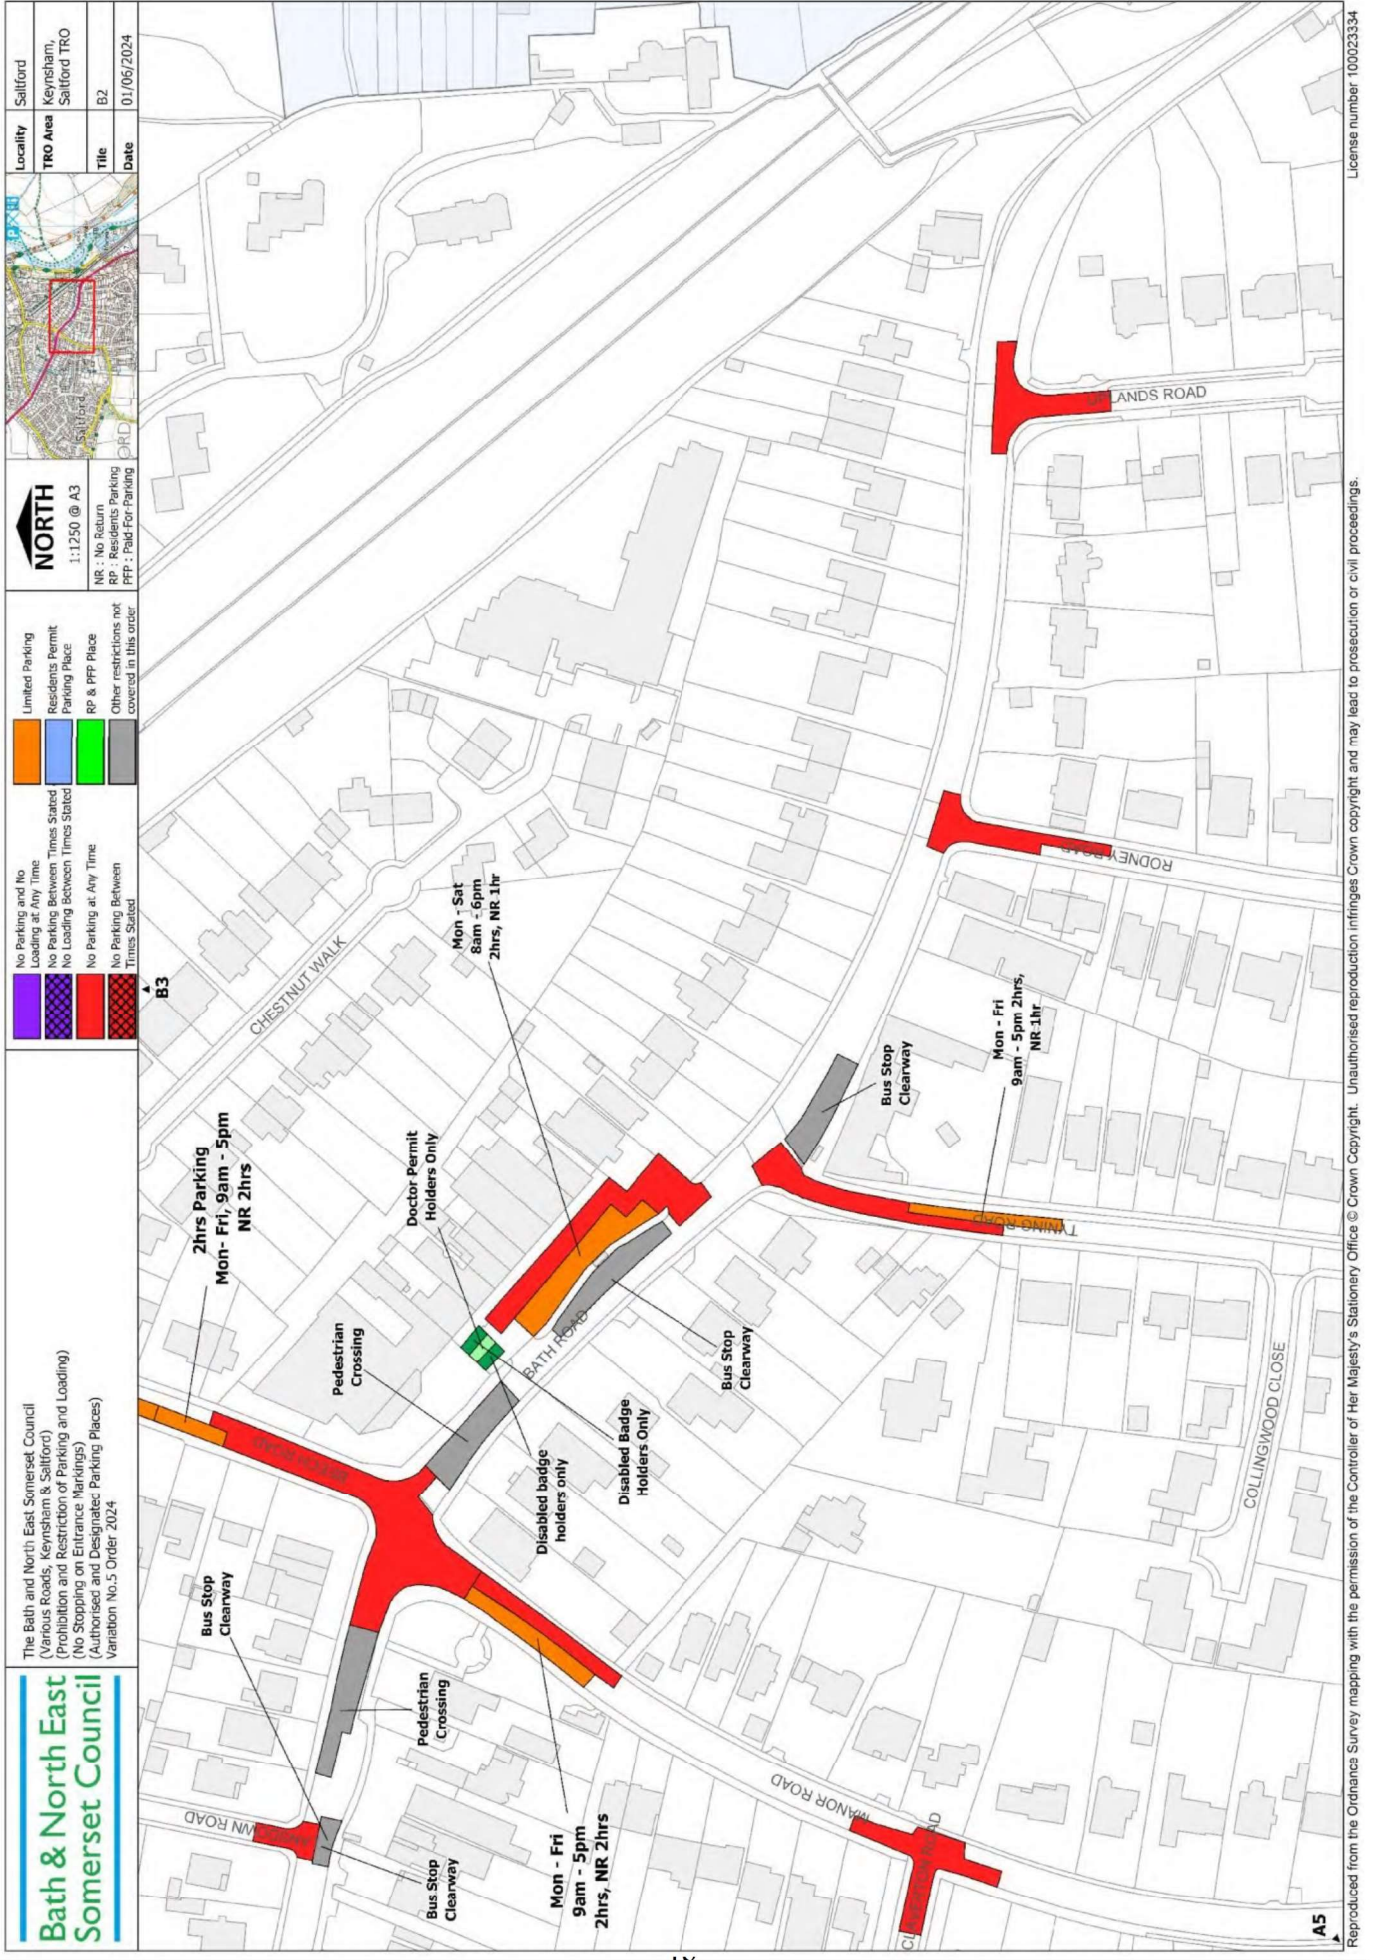 Bath & North East
Somerset Council
The Bath and North East Somerset Council
(Various Roads, Keynsham & Saltford)
(Prohibition and Restriction of Parking and Loading)
(No Stopping on Entrance Markings)
(Authorised and Designated Parking Places)
Variation No.5 Order 2024
No Parking and No
Loading at Any Time
No Parking Between Times Stated
No Loading Between Times Stated
No Parking at Any Time
No Parking Between
Times Stated
Limited Parking
Residents Permit
Parking Place
RP & PFP Place
Other restrictions not
covered in this order
NORTH
1:1250 @ A3
NR : No Return
RP : Residents Parking
PFP : Paid-For-Parking
Saltford
Locality
Saltford
TRO Area
Keynsham,
Saltford TRO
Tile
B2
Date
01/06/2024
B3
2hrs Parking
Mon- Fri, 9am - 5pm
NR 2hrs
CHESTNUT WALK
Bus Stop
Clearway
BEECH ROAD
Pedestrian
Crossing
Doctor Permit
Holders Only
Mon - Sat
8am - 6pm
2hrs, NR 1hr
Pedestrian
Crossing
BATH ROAD
Disabled badge
holders only
Disabled Badge
Holders Only
Bus Stop
Clearway
Bus Stop
Clearway
Bus Stop
Clearway
Mon - Fri
9am - 5pm
2hrs, NR 2hrs
Mon - Fri
9am - 5pm 2hrs,
NR 1hr
MANOR ROAD
TYNING ROAD
RODNEY ROAD
UPLANDS ROAD
COLLINGWOOD CLOSE
A5
Reproduced from the Ordnance Survey mapping with the permission of the Controller of Her Majesty's Stationery Office © Crown Copyright. Unauthorised reproduction infringes Crown copyright and may lead to prosecution or civil proceedings.
License number 100023334